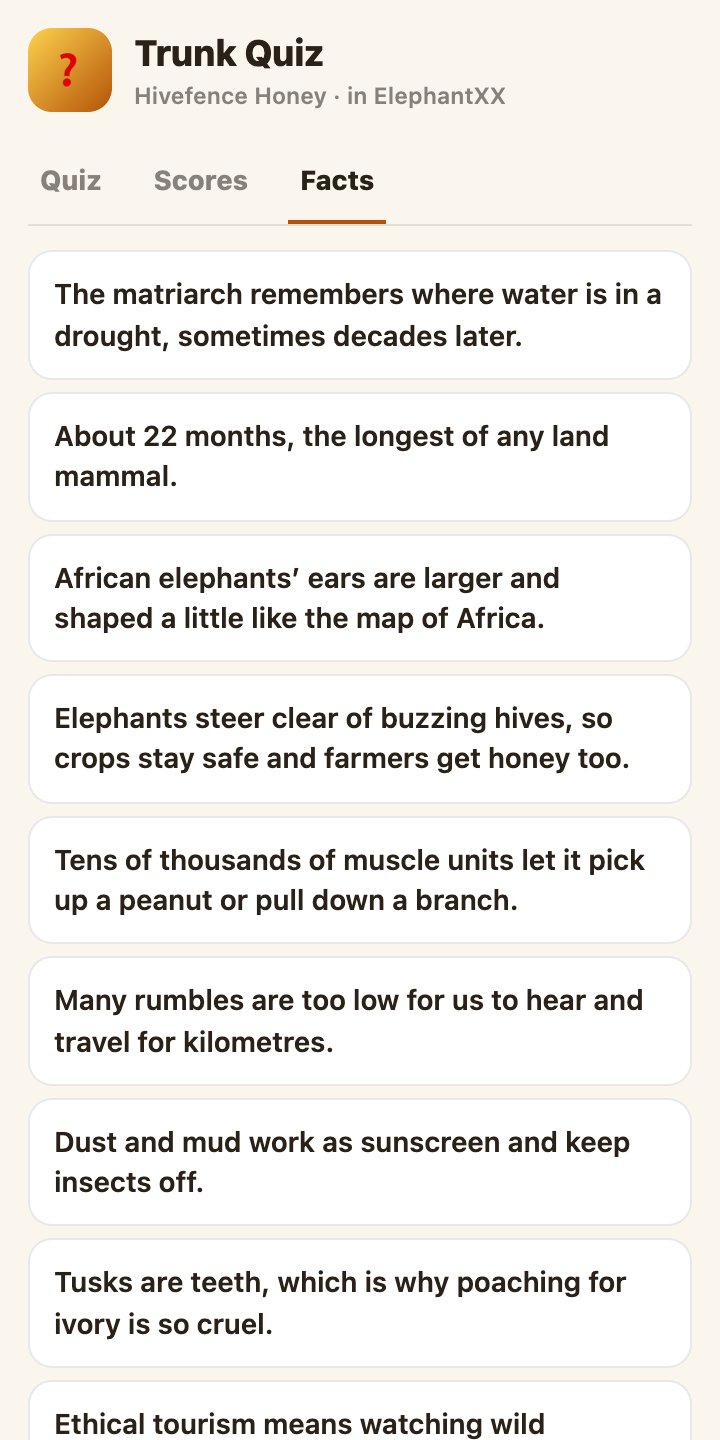 ?
Trunk Quiz
Hivefence Honey · in ElephantXX
Quiz Scores Facts
The matriarch remembers where water is in a
drought, sometimes decades later.
About 22 months, the longest of any land
mammal.
African elephants’ ears are larger and
shaped a little like the map of Africa.
Elephants steer clear of buzzing hives, so
crops stay safe and farmers get honey too.
Tens of thousands of muscle units let it pick
up a peanut or pull down a branch.
Many rumbles are too low for us to hear and
travel for kilometres.
Dust and mud work as sunscreen and keep
insects off.
Tusks are teeth, which is why poaching for
ivory is so cruel.
Ethical tourism means watching wild